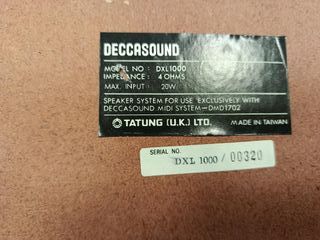 DECCASOUND
MODEL NO : DXL1000
IMPEDANCE : 4 OHMS
MAX. INPUT : 20W
SPEAKER SYSTEM FOR USE EXCLUSIVELY WITH
DECCASOUND MIDI SYSTEM-DMD1702
TATUNG (U.K.) LTD.
MADE IN TAIWAN
SERIAL NO.
DXL 1000 / 00320